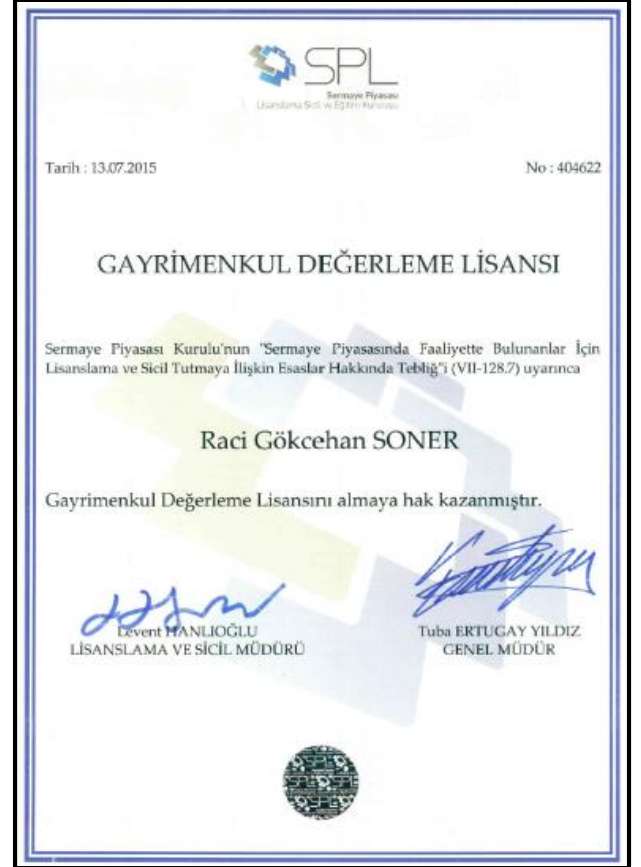 SPL
Sermaye Piyasası
Lisanslama Sicil ve Eğitim Kuruluşu
Tarih : 13.07.2015
No : 404622
GAYRİMENKUL DEĞERLEME LİSANSI
Sermaye Piyasası Kurulu'nun "Sermaye Piyasasında Faaliyette Bulunanlar İçin
Lisanslama ve Sicil Tutmaya İlişkin Esaslar Hakkında Tebliğ"i (VII-128.7) uyarınca
Raci Gökcehan SONER
Gayrimenkul Değerleme Lisansını almaya hak kazanmıştır.
Levent HANLIOĞLU
LİSANSLAMA VE SİCİL MÜDÜRÜ
Tuba ERTUGAY YILDIZ
GENEL MÜDÜR
SPL SPL